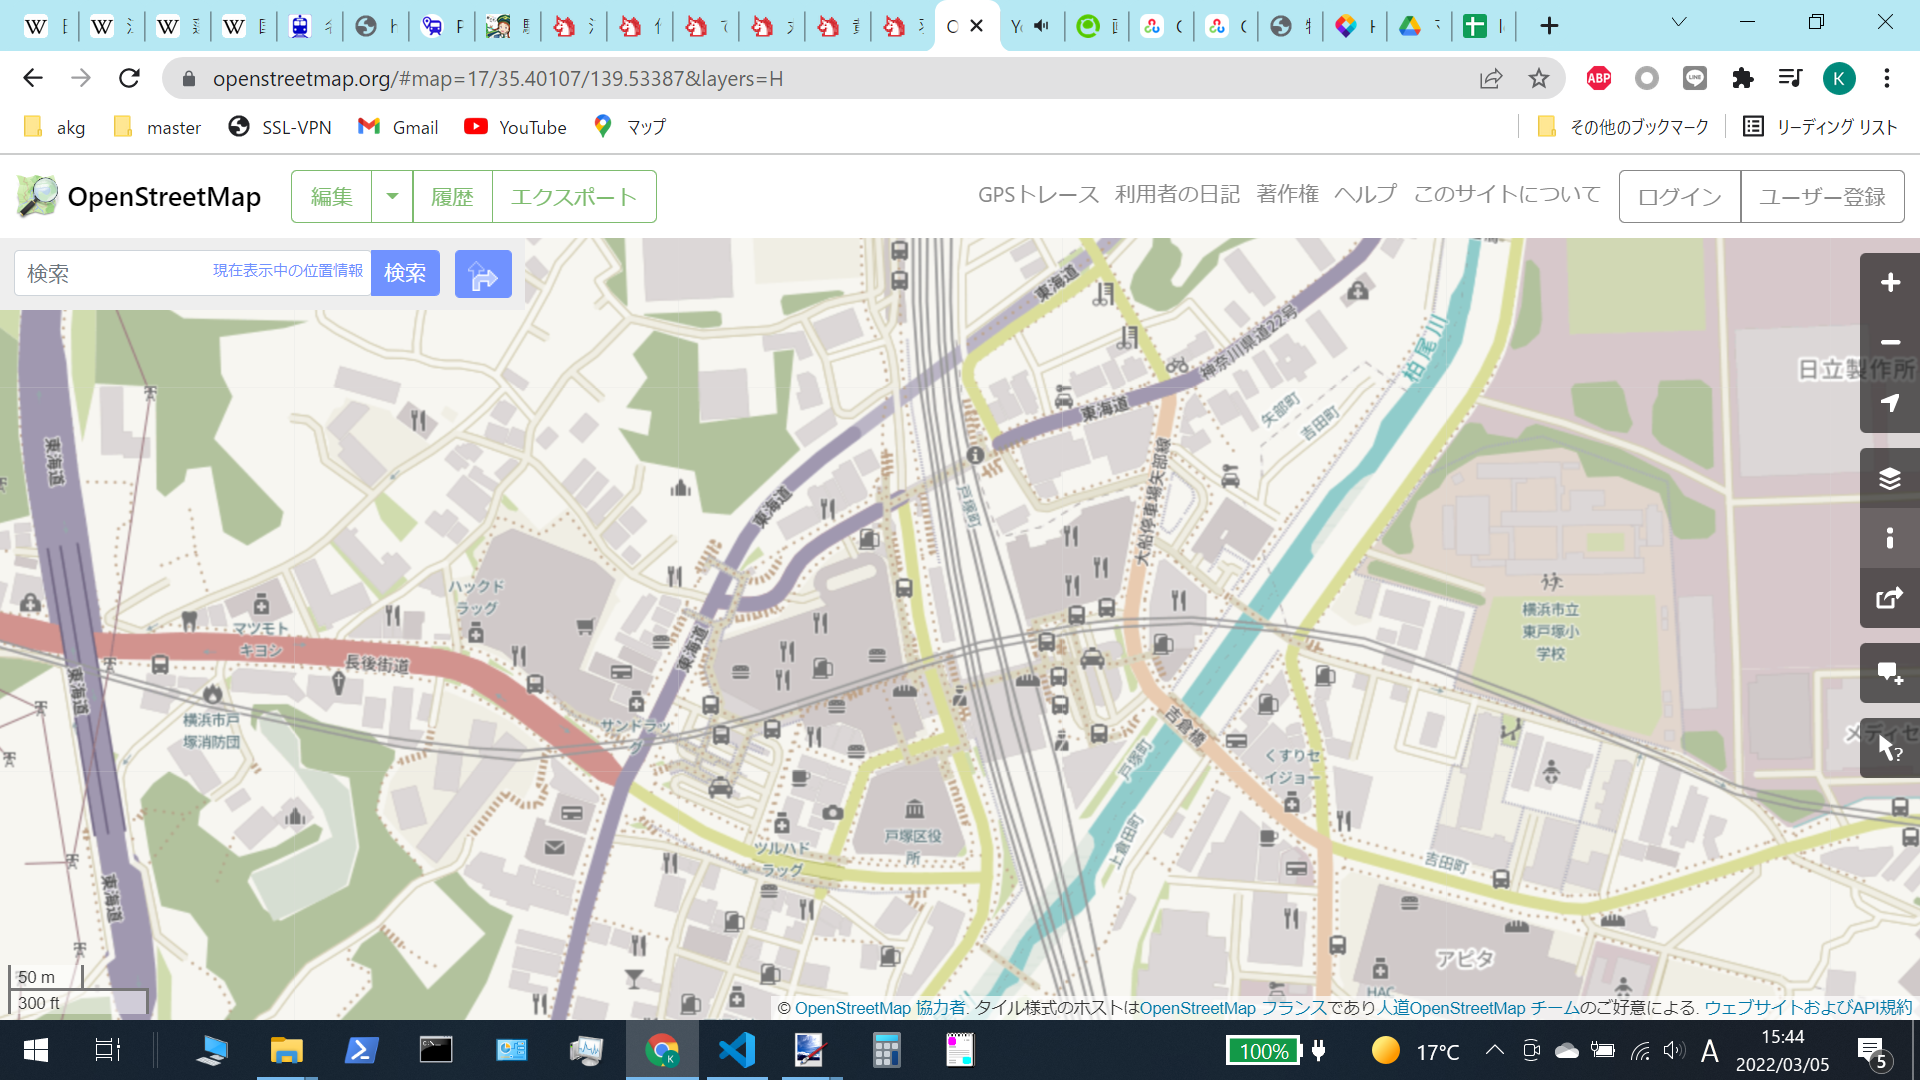 openstreetmap.org/#map=17/35.40107/139.53387&layers=H
ABP
LINE
K
akg
master
SSL-VPN
Gmail
YouTube
マップ
その他のブックマーク
リーディング リスト
OpenStreetMap
編集
履歴
エクスポート
GPSトレース
利用者の日記
著作権
ヘルプ
このサイトについて
ログイン
ユーザー登録
検索
現在表示中の位置情報
検索
東海道
神奈川県道22号
柏尾川
日立製作所
東海道
矢部町
吉田町
東海道
大船停車場矢部線
戸塚町
東海道
ハックド
ラッグ
横浜市立
東戸塚小
学校
マツモト
キヨシ
長後街道
東海道
東海道
横浜市戸
塚消防団
サンドラッ
グ
吉倉橋
戸塚町
くすりセ
イジョー
メディセ
戸塚区役
所
上倉田町
ツルハド
ラッグ
吉田町
東海道
アピタ
HAC
50 m
300 ft
© OpenStreetMap 協力者. タイル様式のホストはOpenStreetMap フランスであり人道OpenStreetMap チームのご好意による. ウェブサイトおよびAPI規約
100%
17°C
A
15:44
2022/03/05
5